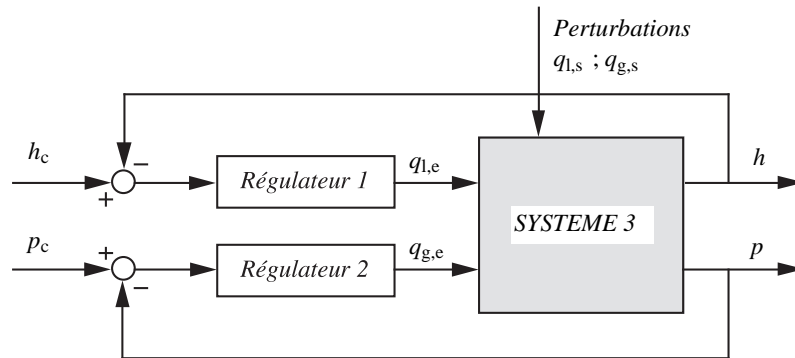 Perturbations
q_l,s ; q_g,s
h_c
−
+
Régulateur 1
q_l,e
h
SYSTEME 3
p_c
+
−
Régulateur 2
q_g,e
p